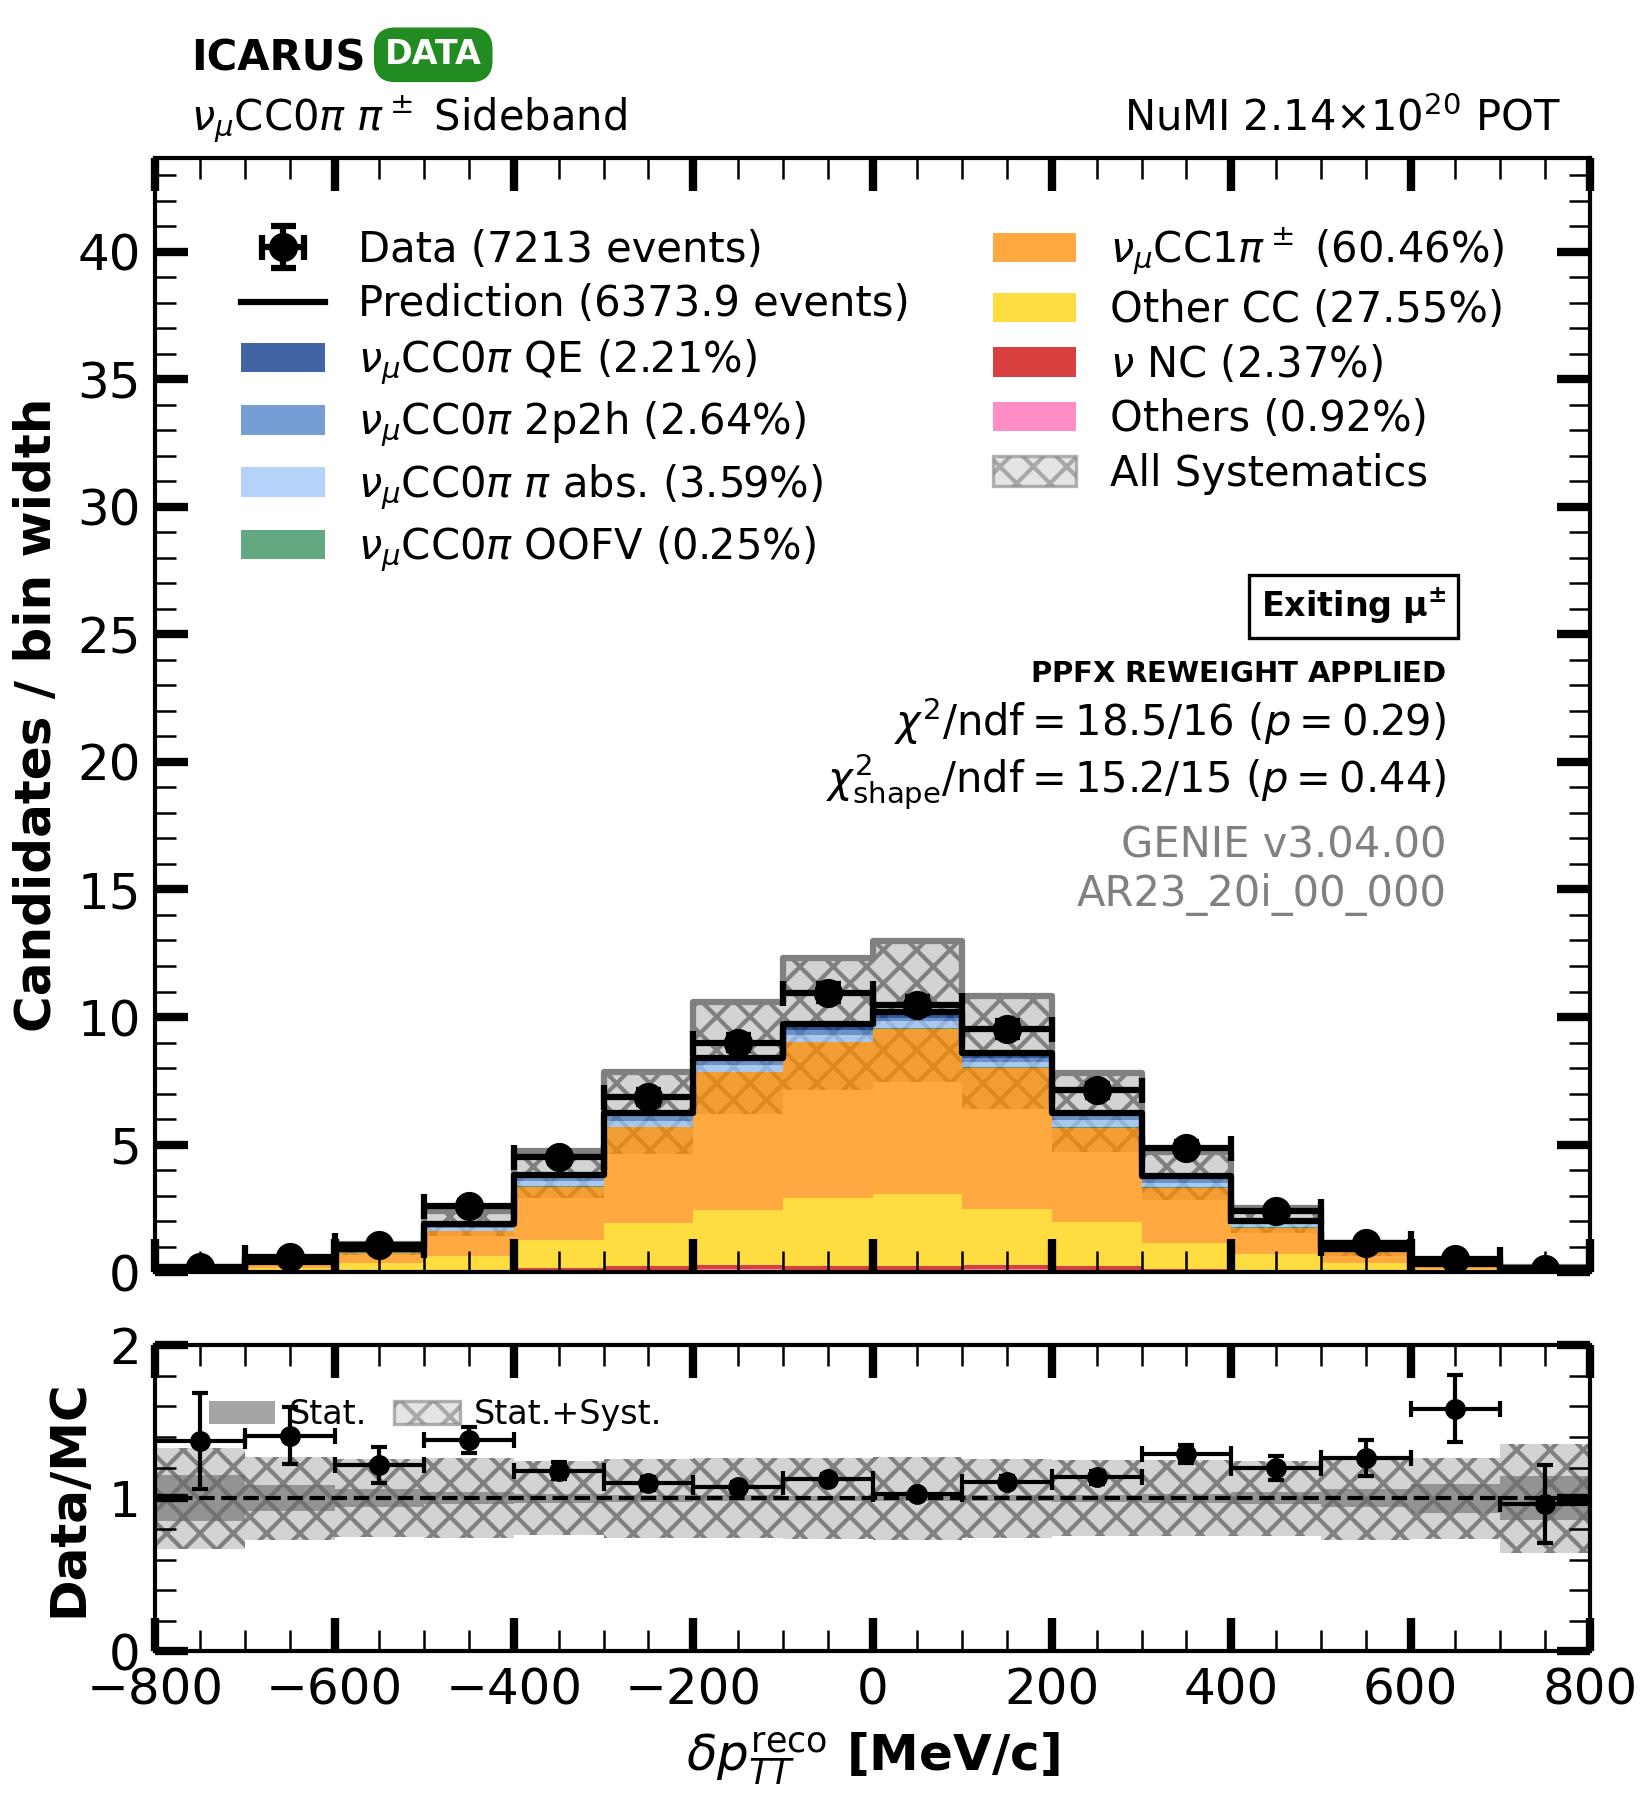 ICARUS DATA
νμCC0π π± Sideband
NuMI 2.14×10²⁰ POT
Data (7213 events)
Prediction (6373.9 events)
νμCC0π QE (2.21%)
νμCC0π 2p2h (2.64%)
νμCC0π π abs. (3.59%)
νμCC0π OOFV (0.25%)
νμCC1π± (60.46%)
Other CC (27.55%)
ν NC (2.37%)
Others (0.92%)
All Systematics
Exiting μ±
PPFX REWEIGHT APPLIED
χ²/ndf = 18.5/16 (p = 0.29)
χ²shape/ndf = 15.2/15 (p = 0.44)
GENIE v3.04.00
AR23_20i_00_000
Candidates / bin width
40
35
30
25
20
15
10
5
0
Stat.
Stat.+Syst.
Data/MC
2
1
0
−800 −600 −400 −200 0 200 400 600 800
δp reco TT [MeV/c]